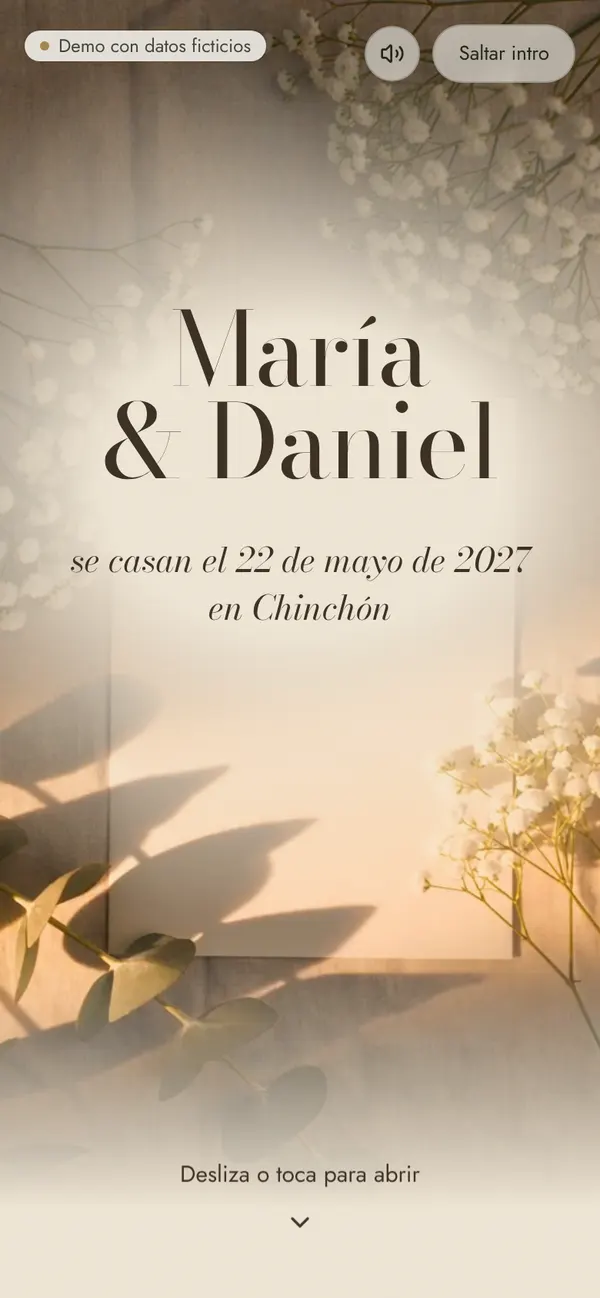 Demo con datos ficticios
Saltar intro
María
& Daniel
se casan el 22 de mayo de 2027
en Chinchón
Desliza o toca para abrir